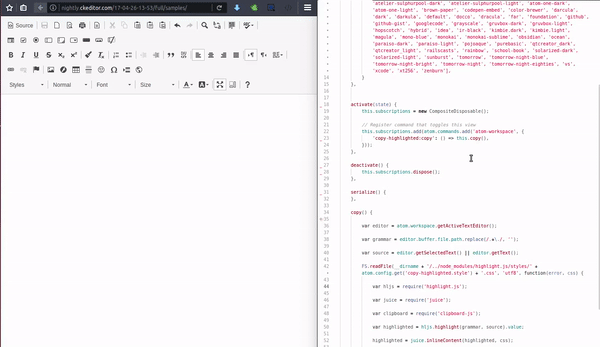 nightly.ckeditor.com/17-04-26-13-53/full/samples/
Styles
Normal
Font
Size
'atelier-sulphurpool-dark', 'atelier-sulphurpool-light', 'atom-one-dark',
'atom-one-light', 'brown-paper', 'codepen-embed', 'color-brewer', 'darcula',
'dark', 'darkula', 'default', 'docco', 'dracula', 'far', 'foundation', 'github',
'github-gist', 'googlecode', 'grayscale', 'gruvbox-dark', 'gruvbox-light',
'hopscotch', 'hybrid', 'idea', 'ir-black', 'kimbie.dark', 'kimbie.light',
'magula', 'mono-blue', 'monokai', 'monokai-sublime', 'obsidian', 'ocean',
'paraiso-dark', 'paraiso-light', 'pojoaque', 'purebasic', 'qtcreator_dark',
'qtcreator_light', 'railscasts', 'rainbow', 'school-book', 'solarized-dark',
'solarized-light', 'sunburst', 'tomorrow', 'tomorrow-night-blue',
'tomorrow-night-bright', 'tomorrow-night', 'tomorrow-night-eighties', 'vs',
'xcode', 'xt256', 'zenburn'],
}
},
activate(state) {
this.subscriptions = new CompositeDisposable();
// Register command that toggles this view
this.subscriptions.add(atom.commands.add('atom-workspace', {
'copy-highlighted:copy': () => this.copy(),
}));
},
deactivate() {
this.subscriptions.dispose();
},
serialize() {
},
copy() {
var editor = atom.workspace.getActiveTextEditor();
var grammar = editor.buffer.file.path.replace(/.*\./, '');
var source = editor.getSelectedText() || editor.getText();
FS.readFile(__dirname + '/../node_modules/highlight.js/styles/' +
atom.config.get('copy-highlighted.style') + '.css', 'utf8', function(error, css) {
var hljs = require('highlight.js');
var juice = require('juice');
var clipboard = require('clipboard-js');
var highlighted = hljs.highlight(grammar, source).value;
highlighted = juice.inlineContent(highlighted, css);